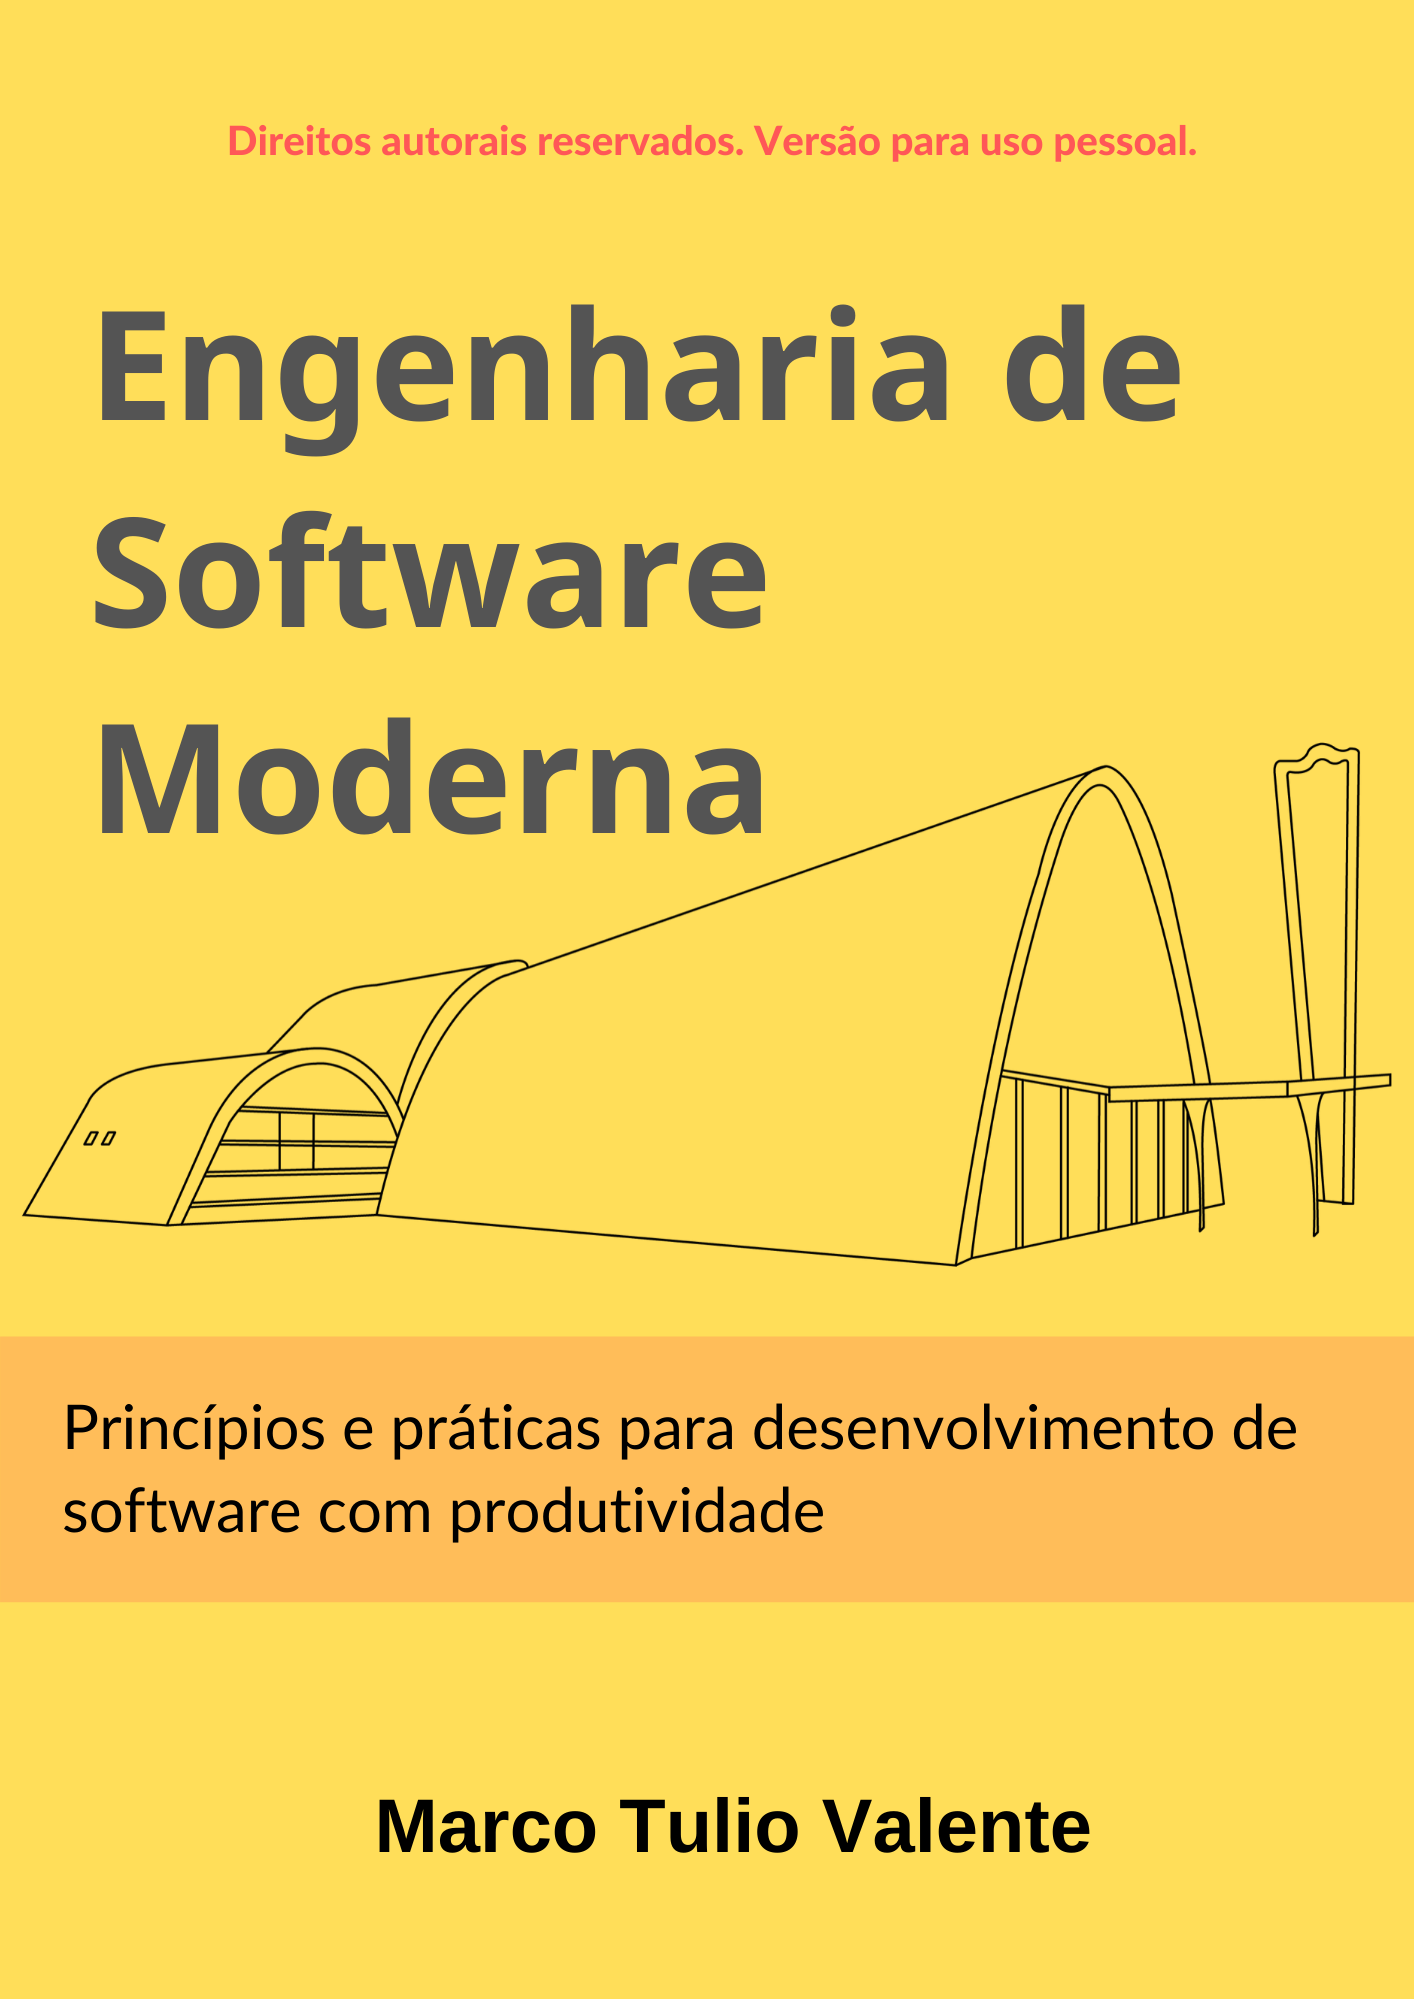 Direitos autorais reservados. Versão para uso pessoal.
Engenharia de
Software
Moderna
Princípios e práticas para desenvolvimento de
software com produtividade
Marco Tulio Valente